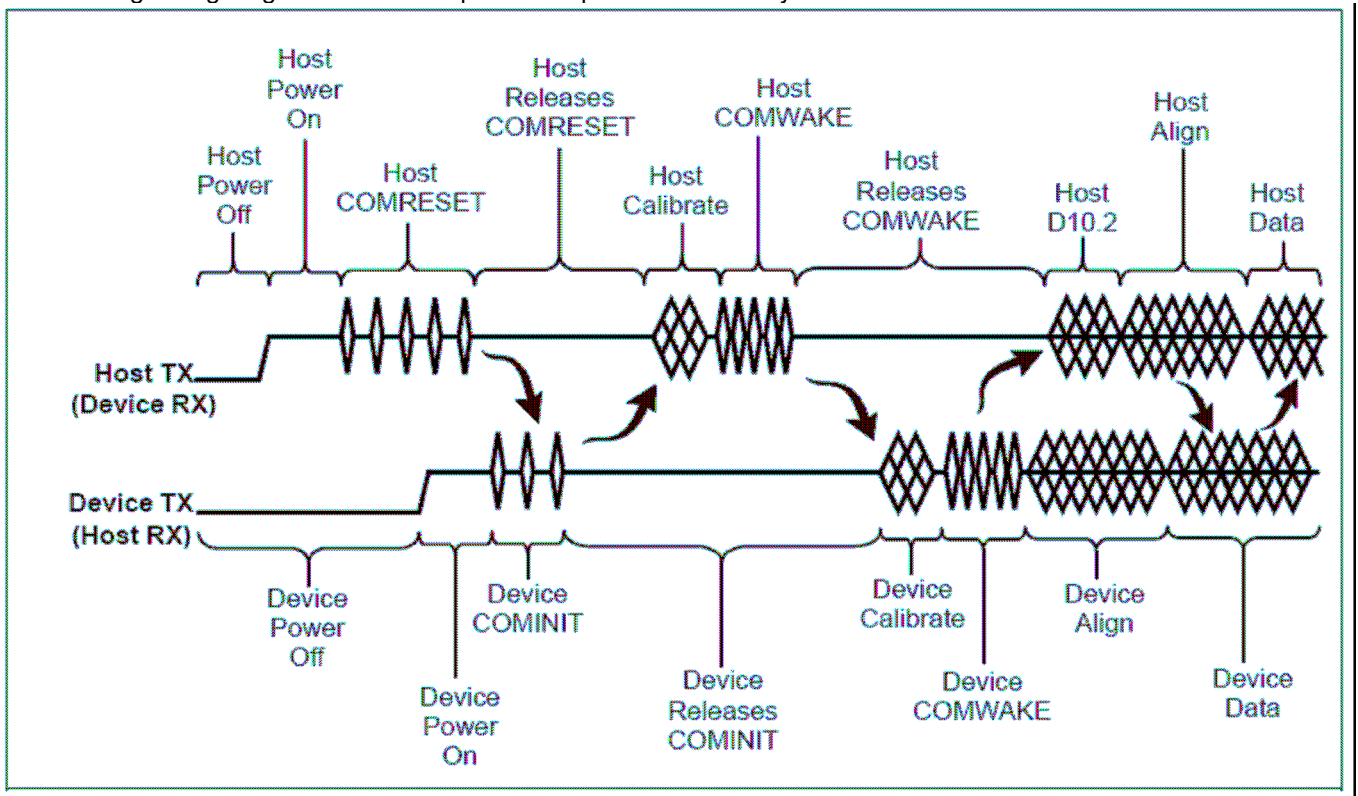 Host
Power
Off
Host
Power
On
Host
COMRESET
Host
Releases
COMRESET
Host
Calibrate
Host
COMWAKE
Host
Releases
COMWAKE
Host
D10.2
Host
Align
Host
Data
Host TX
(Device RX)
Device TX
(Host RX)
Device
Power
Off
Device
Power
On
Device
COMINIT
Device
Releases
COMINIT
Device
Calibrate
Device
COMWAKE
Device
Align
Device
Data